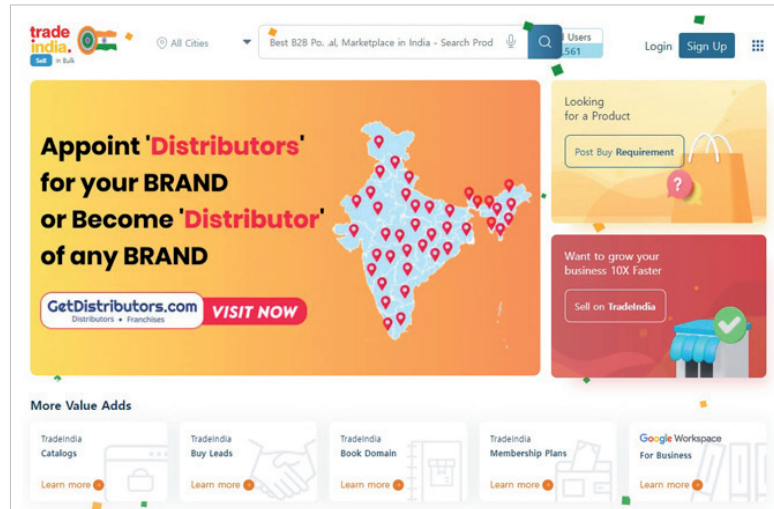 trade
india.
Sell in Bulk
All Cities
Best B2B Po. .al, Marketplace in India - Search Prod
Users
561
Login
Sign Up
Appoint 'Distributors'
for your BRAND
or Become 'Distributor'
of any BRAND
GetDistributors.com
Distributors • Franchises
VISIT NOW
Looking
for a Product
Post Buy Requirement
?
Want to grow your
business 10X Faster
Sell on TradeIndia
More Value Adds
TradeIndia
Catalogs
Learn more
TradeIndia
Buy Leads
Learn more
TradeIndia
Book Domain
Learn more
TradeIndia
Membership Plans
Learn more
Google Workspace
For Business
Learn more